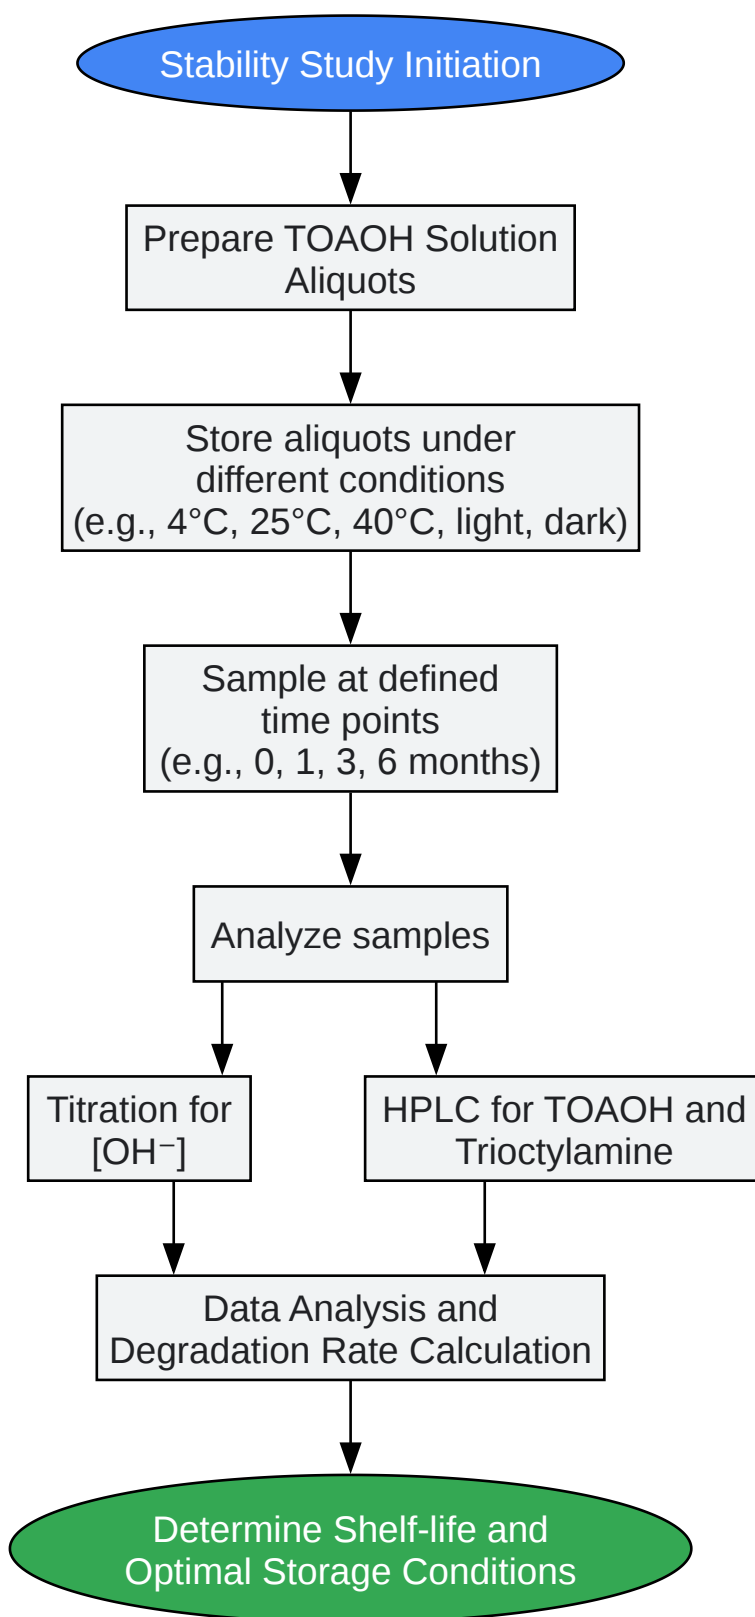 Stability Study Initiation
Prepare TOAOH Solution
Aliquots
Store aliquots under
different conditions
(e.g., 4°C, 25°C, 40°C, light, dark)
Sample at defined
time points
(e.g., 0, 1, 3, 6 months)
Analyze samples
Titration for
[OH⁻]
HPLC for TOAOH and
Trioctylamine
Data Analysis and
Degradation Rate Calculation
Determine Shelf-life and
Optimal Storage Conditions